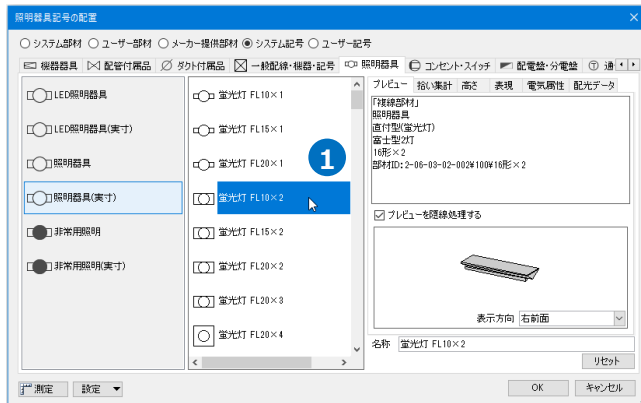 照明器具記号の配置
システム部材 ユーザー部材 メーカー提供部材 システム記号 ユーザー記号
機器器具 配管付属品 ダクト付属品 一般配線・機器・記号 照明器具 コンセント・スイッチ 配電盤・分電盤 通
LED照明器具
LED照明器具(実寸)
照明器具
照明器具(実寸)
非常用照明
非常用照明(実寸)
蛍光灯 FL10×1
蛍光灯 FL15×1
蛍光灯 FL20×1
1
蛍光灯 FL10×2
蛍光灯 FL15×2
蛍光灯 FL20×2
蛍光灯 FL20×3
蛍光灯 FL20×4
プレビュー 拾い集計 高さ 表現 電気属性 配光データ
「複線部材」
照明器具
直付型(蛍光灯)
富士型2灯
16形×2
部材ID:2-06-03-02-002¥100¥16形×2
プレビューを隠線処理する
表示方向 右前面
名称 蛍光灯 FL10×2
リセット
測定 設定 OK キャンセル